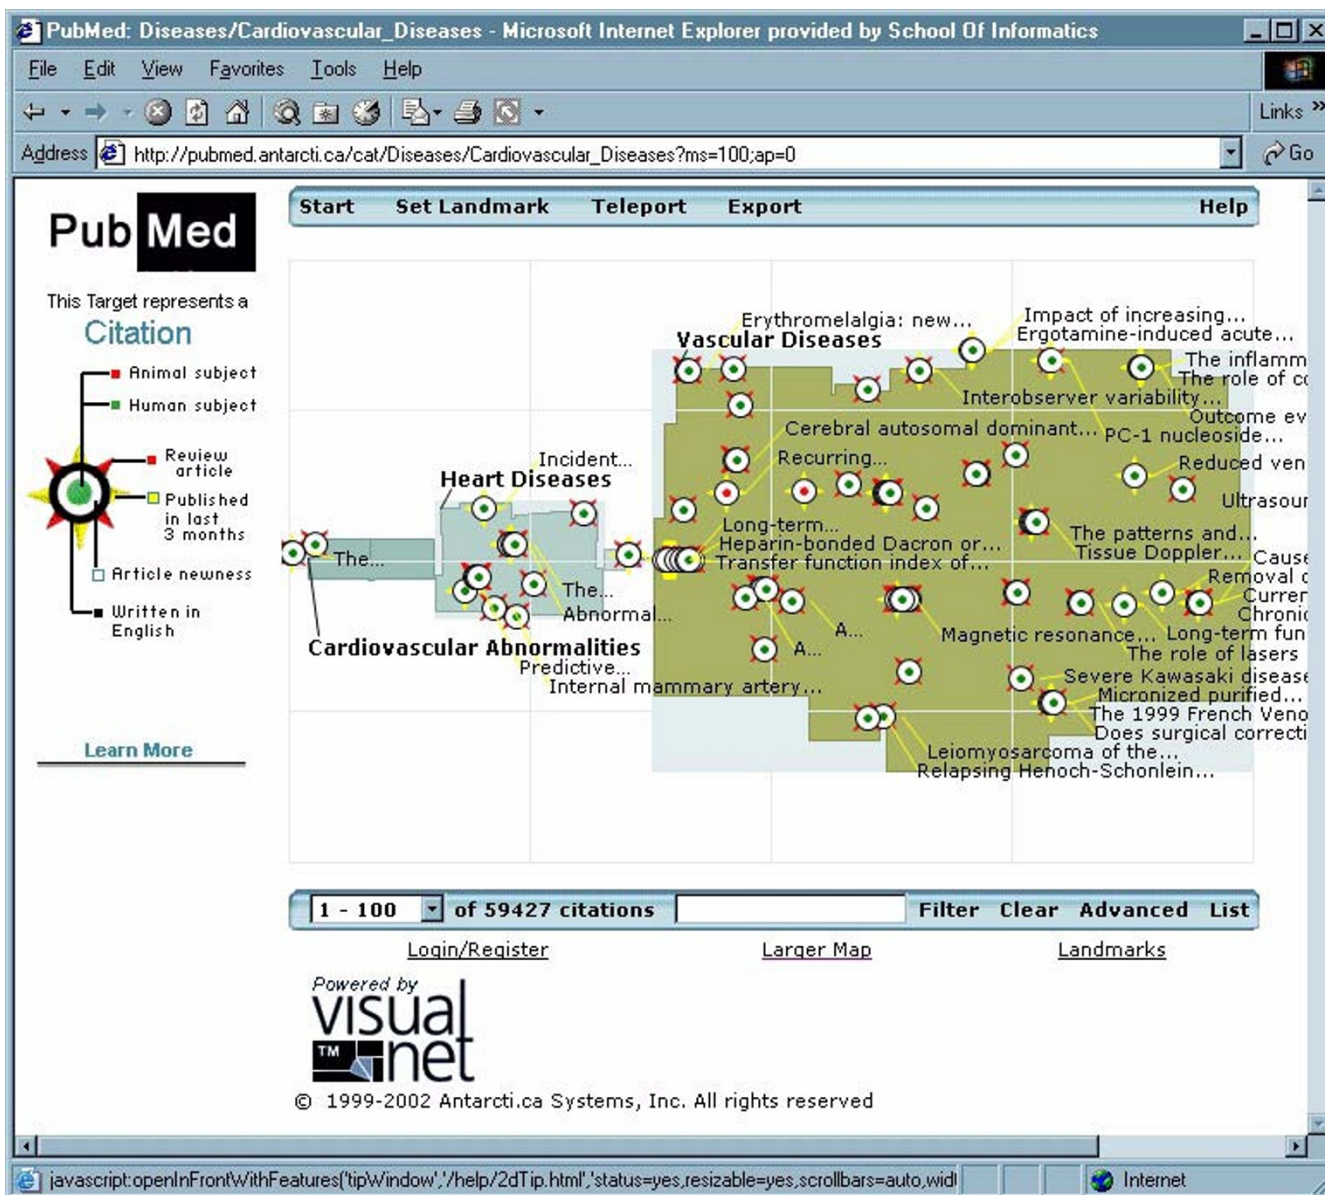 PubMed: Diseases/Cardiovascular_Diseases - Microsoft Internet Explorer provided by School Of Informatics
File Edit View Favorites Tools Help
Links »
Address http://pubmed.antarcti.ca/cat/Diseases/Cardiovascular_Diseases?ms=100;ap=0 Go
PubMed
This Target represents a
Citation
Animal subject
Human subject
Review
article
Published
in last
3 months
Article newness
Written in
English
Learn More
Start Set Landmark Teleport Export Help
Impact of increasing...
Erythromelalgia: new...
Ergotamine-induced acute...
Vascular Diseases
The inflamm
The role of co
Interobserver variability...
Outcome ev
Cerebral autosomal dominant...
PC-1 nucleoside...
Incident...
Recurring...
Reduced ven
Heart Diseases
Ultrasour
Long-term...
The patterns and...
Heparin-bonded Dacron or...
Tissue Doppler...
The...
Transfer function index of...
Cause
Removal o
The...
Curren
Abnormal...
Chronic
A...
Magnetic resonance...
Long-term fun
Cardiovascular Abnormalities
A...
The role of lasers
Predictive...
Severe Kawasaki disease
Internal mammary artery...
Micronized purified...
The 1999 French Veno
Does surgical correcti
Leiomyosarcoma of the...
Relapsing Henoch-Schonlein...
1 - 100 of 59427 citations Filter Clear Advanced List
Login/Register Larger Map Landmarks
Powered by
visual
TM net
© 1999-2002 Antarcti.ca Systems, Inc. All rights reserved
javascript:openInFrontWithFeatures('tipWindow','/help/2dTip.html','status=yes,resizable=yes,scrollbars=auto,widt Internet